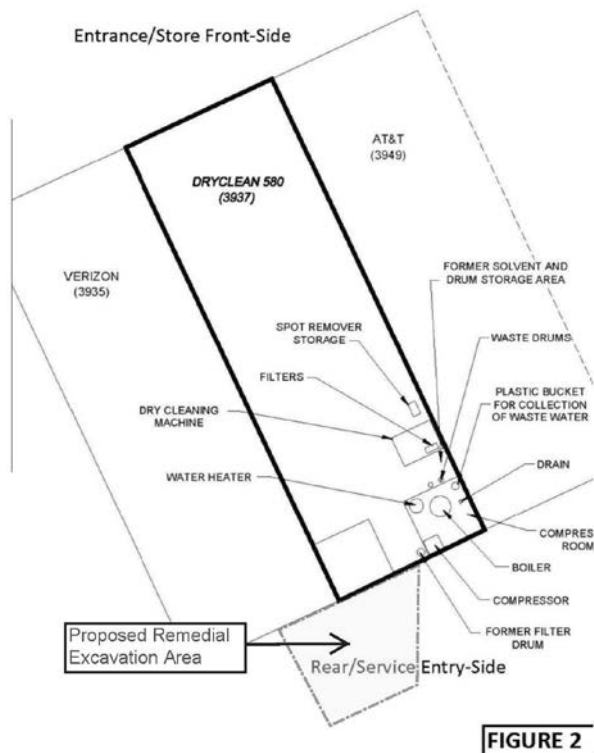 Entrance/Store Front-Side
AT&T
(3949)
DRYCLEAN 580
(3937)
VERIZON
(3935)
FORMER SOLVENT AND
DRUM STORAGE AREA
SPOT REMOVER
STORAGE
WASTE DRUMS
FILTERS
PLASTIC BUCKET
FOR COLLECTION
OF WASTE WATER
DRY CLEANING
MACHINE
WATER HEATER
DRAIN
COMPRES
ROOM
BOILER
COMPRESSOR
FORMER FILTER
DRUM
Proposed Remedial
Excavation Area
Rear/Service Entry-Side
FIGURE 2